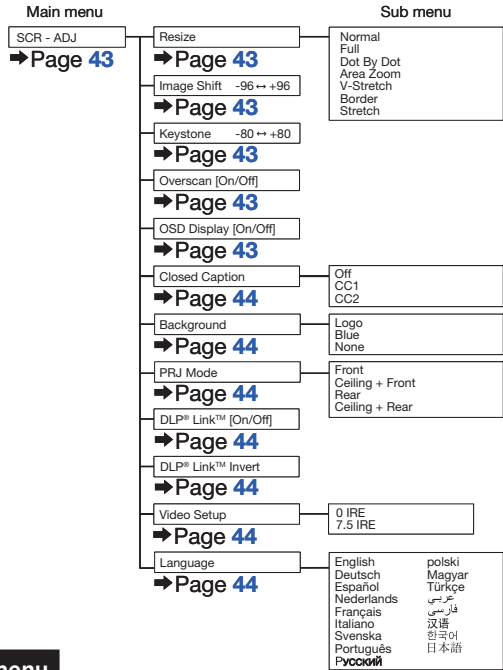 Main menu
Sub menu
SCR - ADJ
➡Page 43
Resize
➡Page 43
Normal
Full
Dot By Dot
Area Zoom
V-Stretch
Border
Stretch
Image Shift -96 ↔ +96
➡Page 43
Keystone -80 ↔ +80
➡Page 43
Overscan [On/Off]
➡Page 43
OSD Display [On/Off]
➡Page 43
Closed Caption
➡Page 44
Off
CC1
CC2
Background
➡Page 44
Logo
Blue
None
PRJ Mode
➡Page 44
Front
Ceiling + Front
Rear
Ceiling + Rear
DLP® Link™ [On/Off]
➡Page 44
DLP® Link™ Invert
➡Page 44
Video Setup
➡Page 44
0 IRE
7.5 IRE
Language
➡Page 44
English
Deutsch
Español
Nederlands
Français
Italiano
Svenska
Português
Русский
polski
Magyar
Türkçe
عربي
فارسی
汉语
한국어
日本語
menu